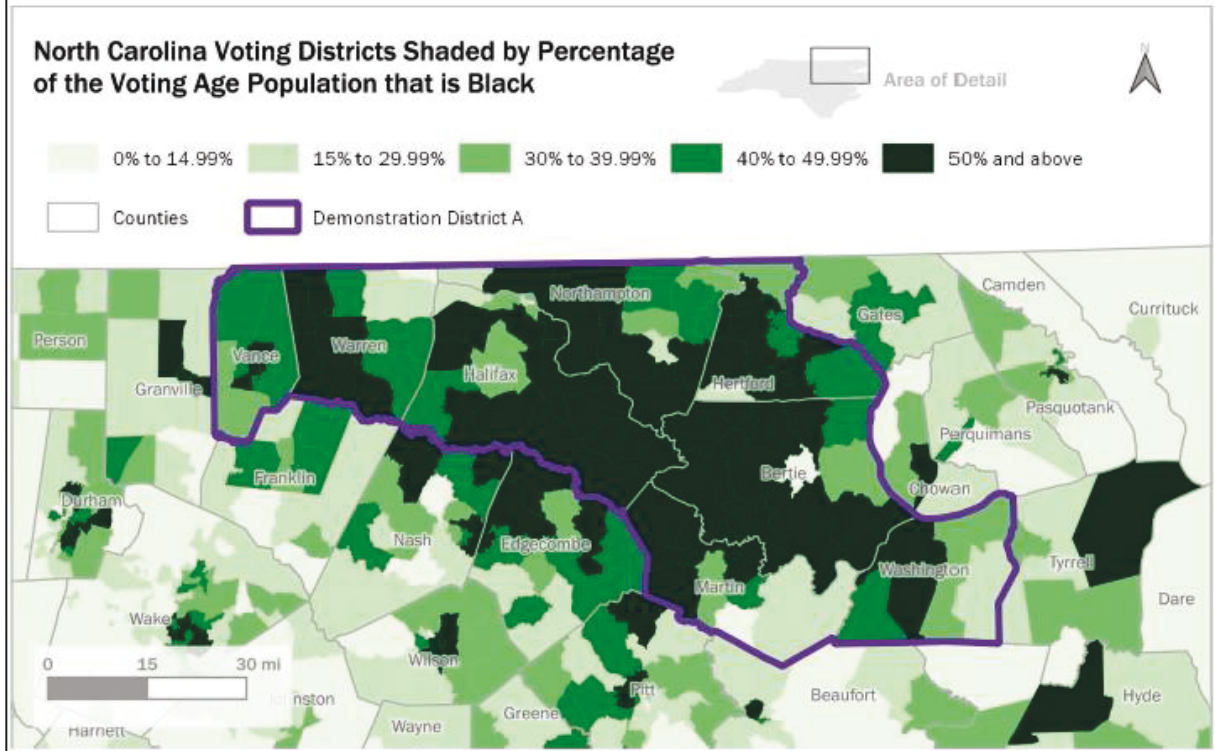 North Carolina Voting Districts Shaded by Percentage
of the Voting Age Population that is Black
N
Area of Detail
0% to 14.99%
15% to 29.99%
30% to 39.99%
40% to 49.99%
50% and above
Counties
Demonstration District A
Northampton
Camden
Gates
Currituck
Person
Vance
Warren
Halifax
Hertford
Granville
Pasquotank
Perquimans
Franklin
Bertie
Chowan
Durham
Nash
Edgecombe
Martin
Washington
Tyrrell
Dare
Wake
Wilson
0 15 30 mi
Pitt
Beaufort
Hyde
Greene
Wayne
Harnett